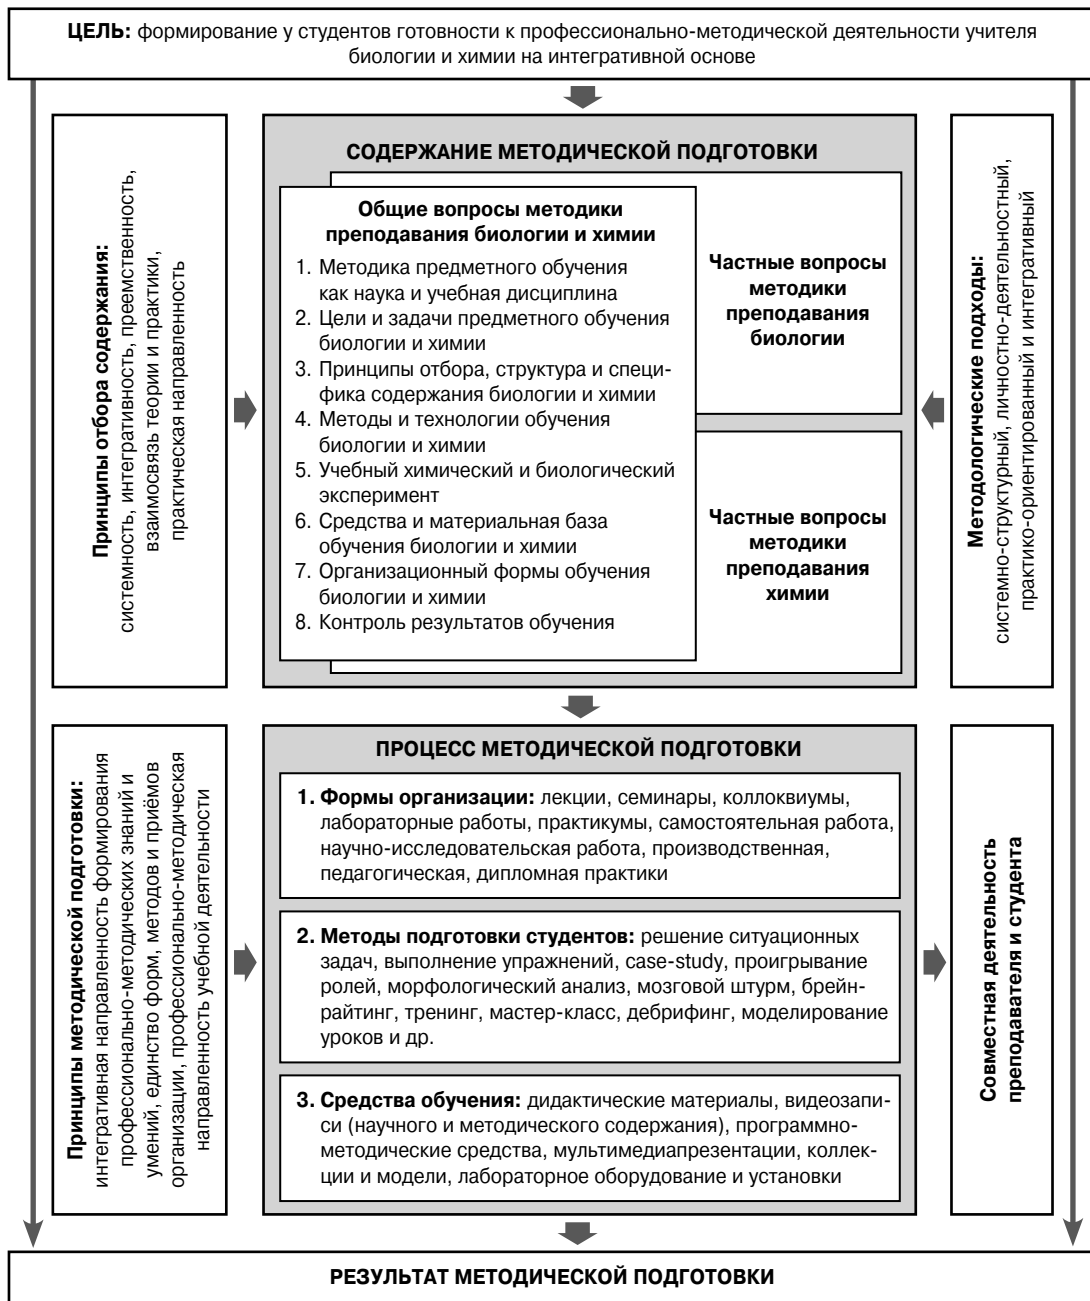 ЦЕЛЬ: формирование у студентов готовности к профессионально-методической деятельности учителя
биологии и химии на интегративной основе
Принципы отбора содержания:
системность, интегративность, преемственность,
взаимосвязь теории и практики,
практическая направленность
СОДЕРЖАНИЕ МЕТОДИЧЕСКОЙ ПОДГОТОВКИ
Общие вопросы методики
преподавания биологии и химии
1. Методика предметного обучения
как наука и учебная дисциплина
2. Цели и задачи предметного обучения
биологии и химии
3. Принципы отбора, структура и специ-
фика содержания биологии и химии
4. Методы и технологии обучения
биологии и химии
5. Учебный химический и биологический
эксперимент
6. Средства и материальная база
обучения биологии и химии
7. Организационный формы обучения
биологии и химии
8. Контроль результатов обучения
Частные вопросы
методики
преподавания
биологии
Частные вопросы
методики
преподавания
химии
Методологические подходы:
системно-структурный, личностно-деятельностный,
практико-ориентированный и интегративный
Принципы методической подготовки:
интегративная направленность формирования
профессионально-методических знаний и
умений, единство форм, методов и приёмов
организации, профессионально-методическая
направленность учебной деятельности
ПРОЦЕСС МЕТОДИЧЕСКОЙ ПОДГОТОВКИ
1. Формы организации: лекции, семинары, коллоквиумы,
лабораторные работы, практикумы, самостоятельная работа,
научно-исследовательская работа, производственная,
педагогическая, дипломная практики
2. Методы подготовки студентов: решение ситуационных
задач, выполнение упражнений, case-study, проигрывание
ролей, морфологический анализ, мозговой штурм, брейн-
райтинг, тренинг, мастер-класс, дебрифинг, моделирование
уроков и др.
3. Средства обучения: дидактические материалы, видеозапи-
си (научного и методического содержания), программно-
методические средства, мультимедиапрезентации, коллек-
ции и модели, лабораторное оборудование и установки
Совместная деятельность
преподавателя и студента
РЕЗУЛЬТАТ МЕТОДИЧЕСКОЙ ПОДГОТОВКИ